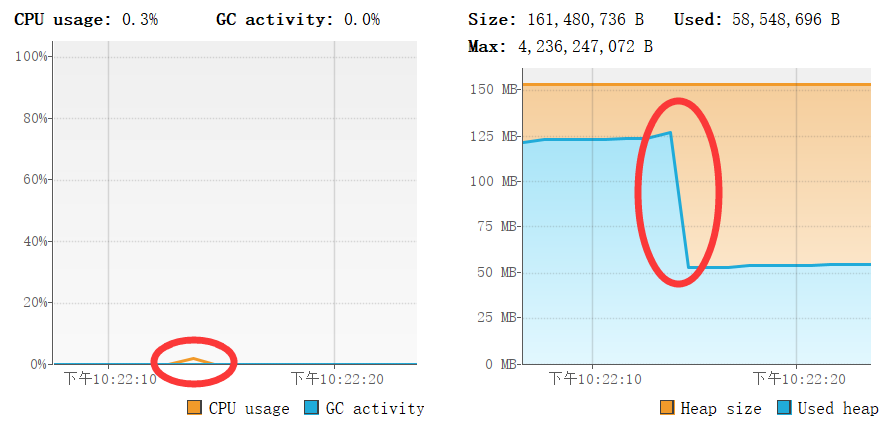 CPU usage: 0.3% GC activity: 0.0%
100%
80%
60%
40%
20%
0%
下午10:22:10 下午10:22:20
CPU usage GC activity
Size: 161,480,736 B Used: 58,548,696 B
Max: 4,236,247,072 B
150 MB
125 MB
100 MB
75 MB
50 MB
25 MB
0 MB
下午10:22:10 下午10:22:20
Heap size Used heap